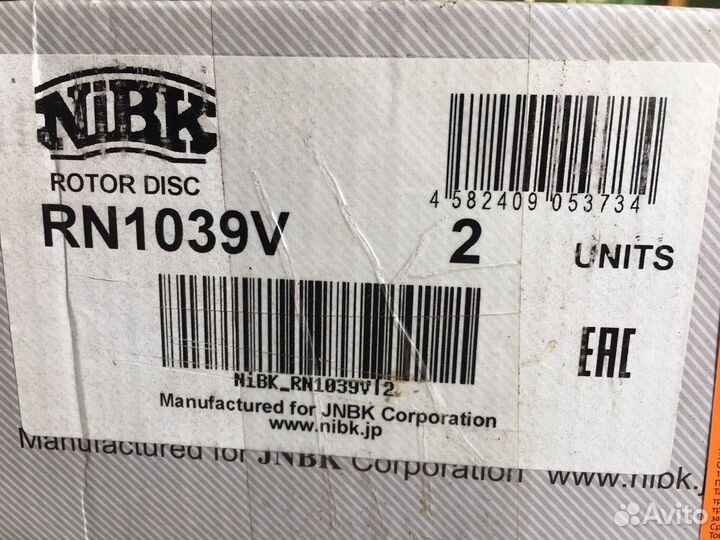 NiBK
ROTOR DISC
RN1039V
4 582409 053734
2 UNITS
NiBK_RN1039V|2
EAC
Manufactured for JNBK Corporation
www.nibk.jp
Manufactured for JNBK Corporation www.nibk.j
Avito